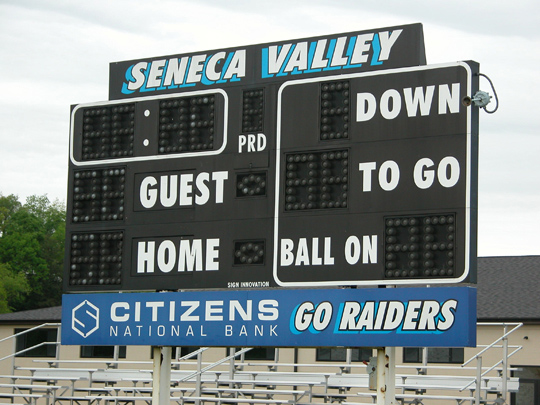 SENECA VALLEY
DOWN
PRD
GUEST
TO GO
HOME
BALL ON
SIGN INNOVATION
CITIZENS
NATIONAL BANK
GO RAIDERS